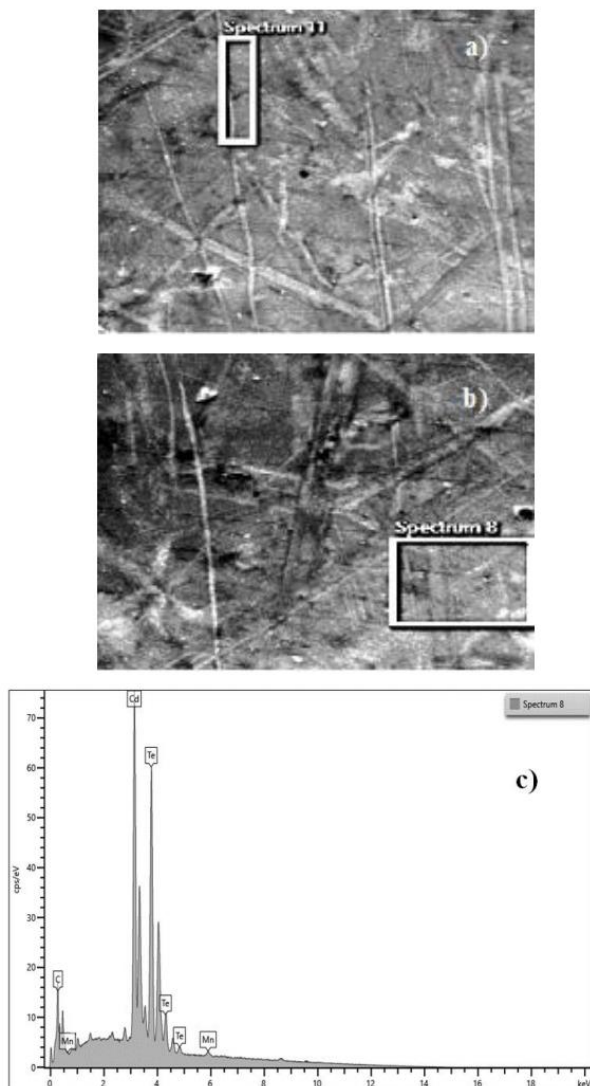 Spectrum 11
a)
b)
Spectrum 8
Spectrum 8
c)
cps/eV
70
60
50
40
30
20
10
0
Cd
Te
C
Mn
Te
Te
Mn
0
2
4
6
8
10
12
14
16
18
keV